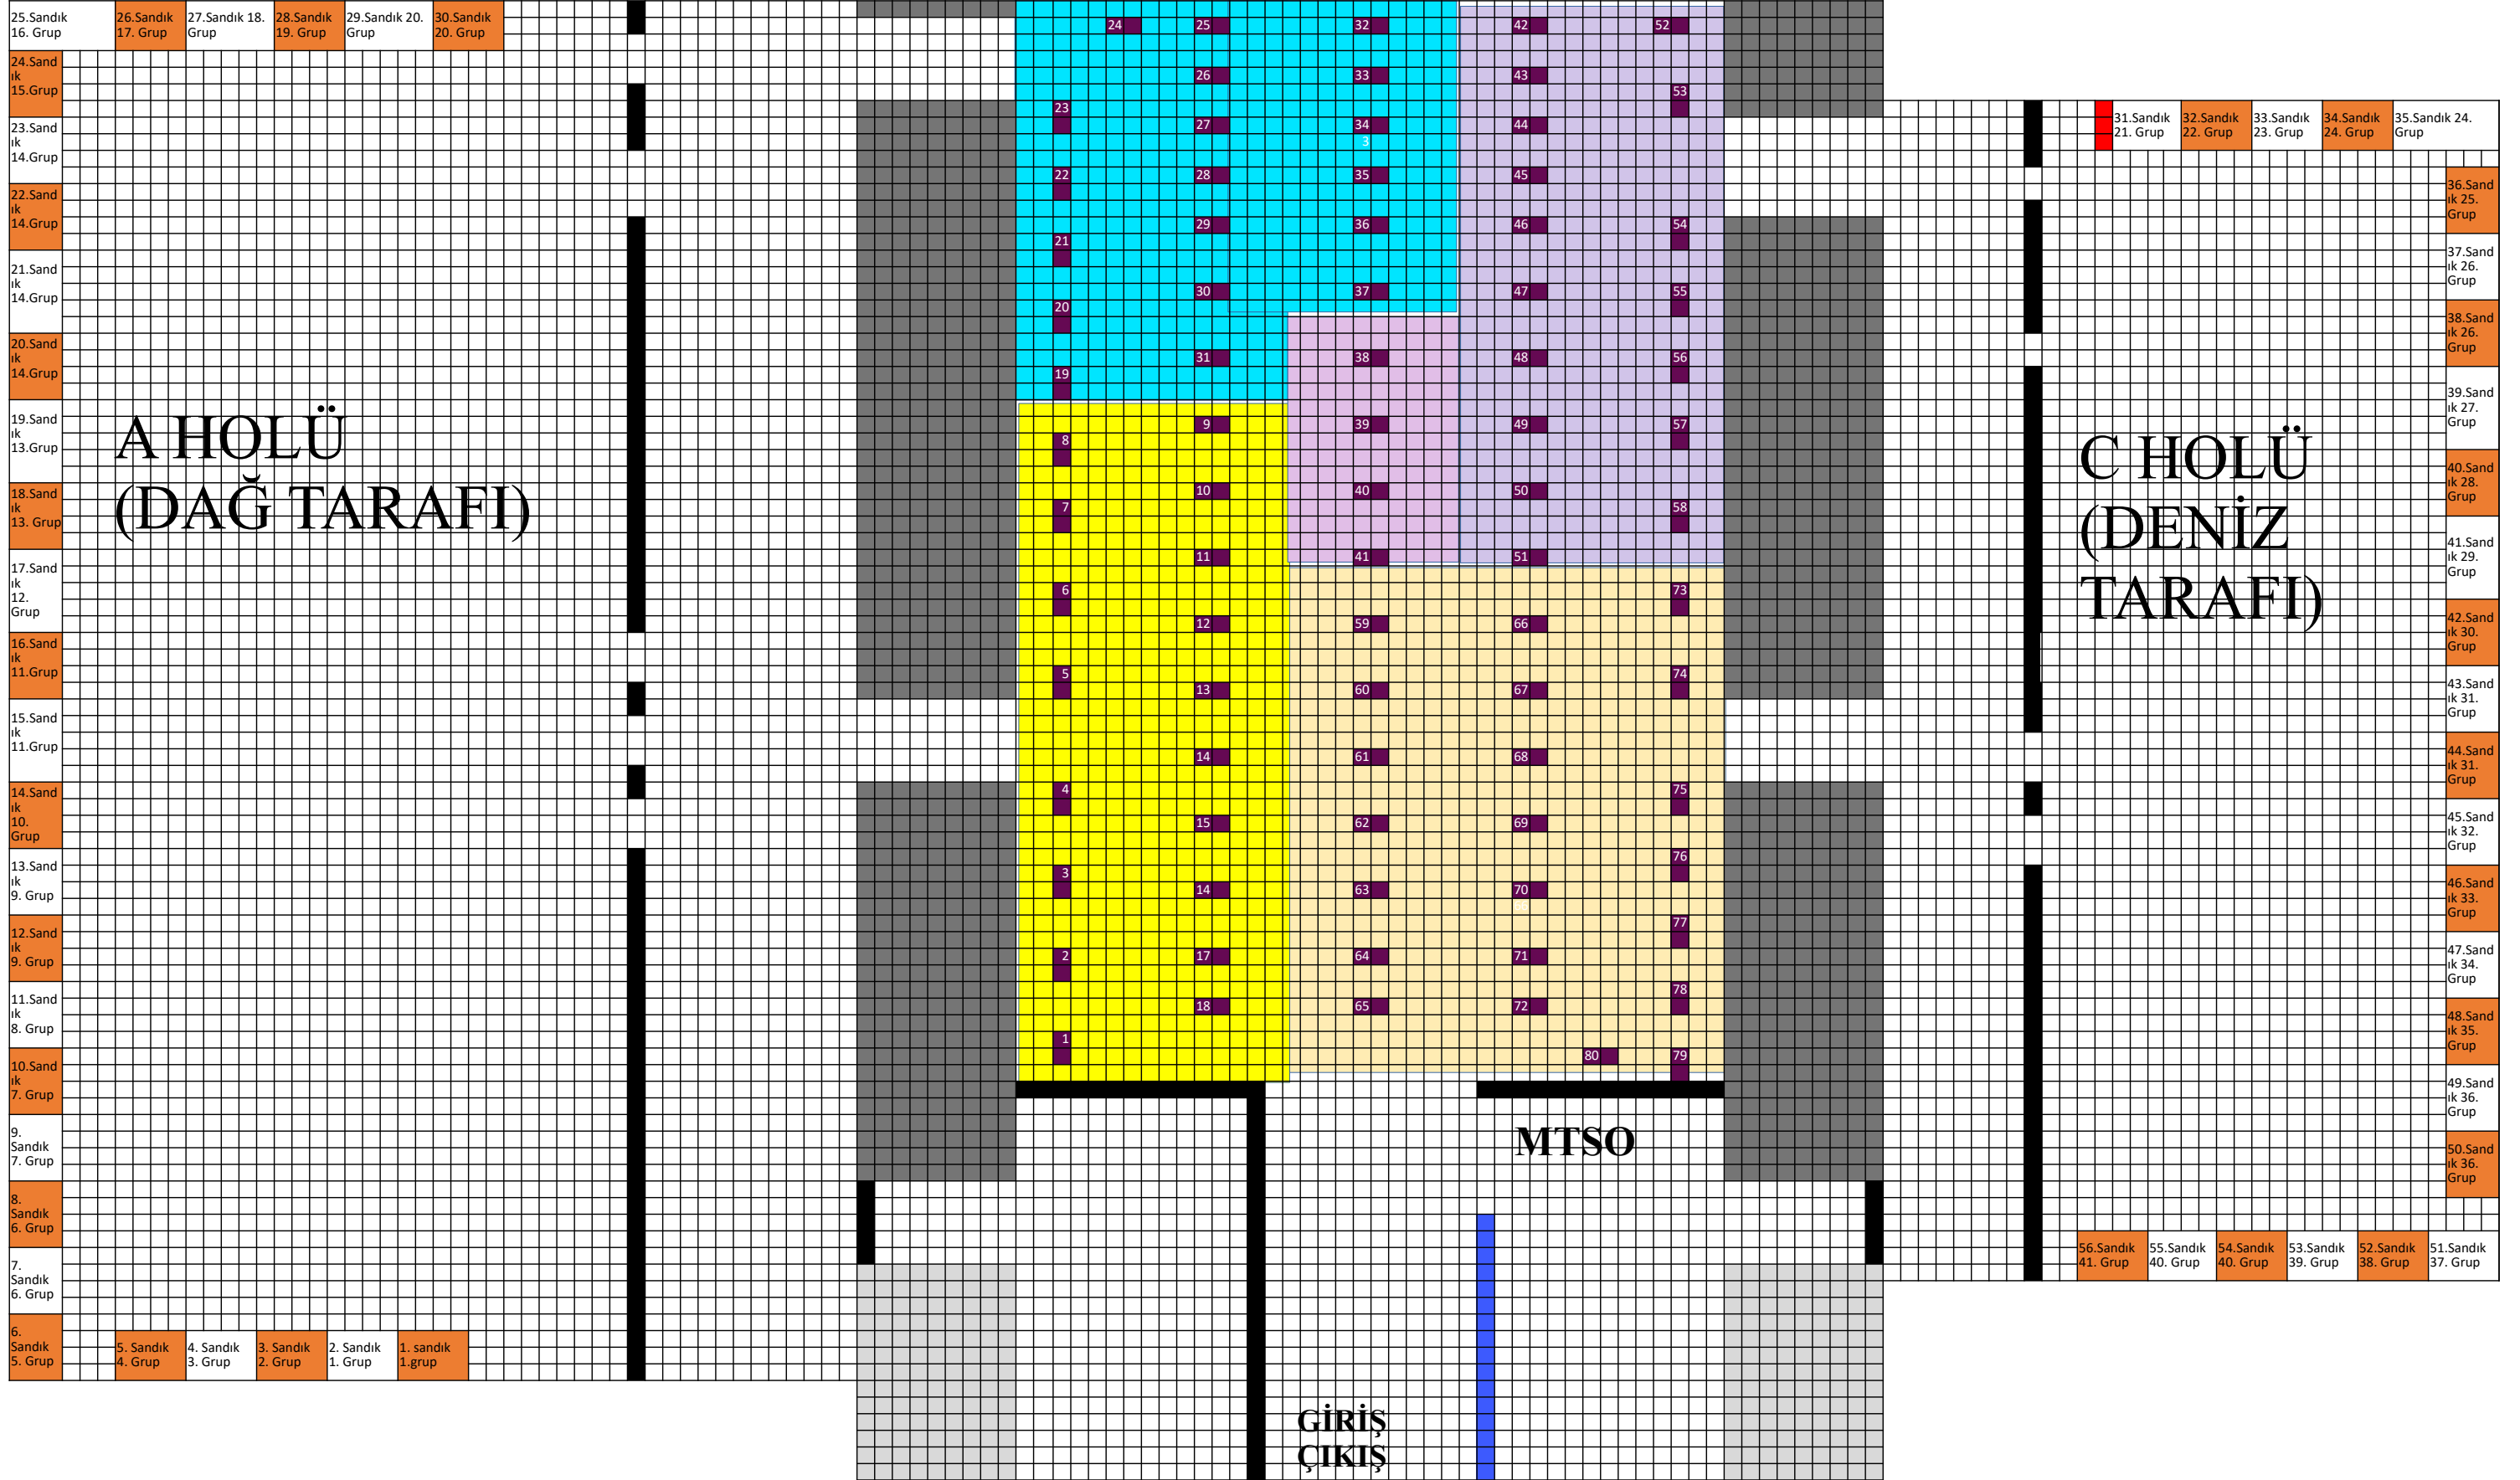 25.Sandık
16. Grup
26.Sandık
17. Grup
27.Sandık 18.
Grup
28.Sandık
19. Grup
29.Sandık 20.
Grup
30.Sandık
20. Grup
24.Sand
ık
15.Grup
23.Sand
ık
14.Grup
22.Sand
ık
14.Grup
21.Sand
ık
14.Grup
20.Sand
ık
14.Grup
19.Sand
ık
13.Grup
18.Sand
ık
13. Grup
17.Sand
ık
12.
Grup
16.Sand
ık
11.Grup
15.Sand
ık
11.Grup
14.Sand
ık
10.
Grup
13.Sand
ık
9. Grup
12.Sand
ık
9. Grup
11.Sand
ık
8. Grup
10.Sand
ık
7. Grup
9.
Sandık
7. Grup
8.
Sandık
6. Grup
7.
Sandık
6. Grup
6.
Sandık
5. Grup
5. Sandık
4. Grup
4. Sandık
3. Grup
3. Sandık
2. Grup
2. Sandık
1. Grup
1. sandık
1.grup
A HOLÜ
(DAĞ TARAFI)
24
25
32
42
52
26
33
43
53
23
27
34
3
44
22
28
35
45
29
36
46
54
21
30
37
47
55
20
31
38
48
56
19
9
39
49
57
8
10
40
50
58
7
11
41
51
6
73
12
59
66
5
74
13
60
67
14
61
68
4
75
15
62
69
3
76
14
63
70
77
2
17
64
71
78
18
65
72
1
80
79
MTSO
GİRİŞ
ÇIKIŞ
31.Sandık
21. Grup
32.Sandık
22. Grup
33.Sandık
23. Grup
34.Sandık
24. Grup
35.Sandık 24.
Grup
36.Sand
ık 25.
Grup
37.Sand
ık 26.
Grup
38.Sand
ık 26.
Grup
39.Sand
ık 27.
Grup
40.Sand
ık 28.
Grup
41.Sand
ık 29.
Grup
42.Sand
ık 30.
Grup
43.Sand
ık 31.
Grup
44.Sand
ık 31.
Grup
45.Sand
ık 32.
Grup
46.Sand
ık 33.
Grup
47.Sand
ık 34.
Grup
48.Sand
ık 35.
Grup
49.Sand
ık 36.
Grup
50.Sand
ık 36.
Grup
C HOLÜ
(DENİZ
TARAFI)
56.Sandık
41. Grup
55.Sandık
40. Grup
54.Sandık
40. Grup
53.Sandık
39. Grup
52.Sandık
38. Grup
51.Sandık
37. Grup